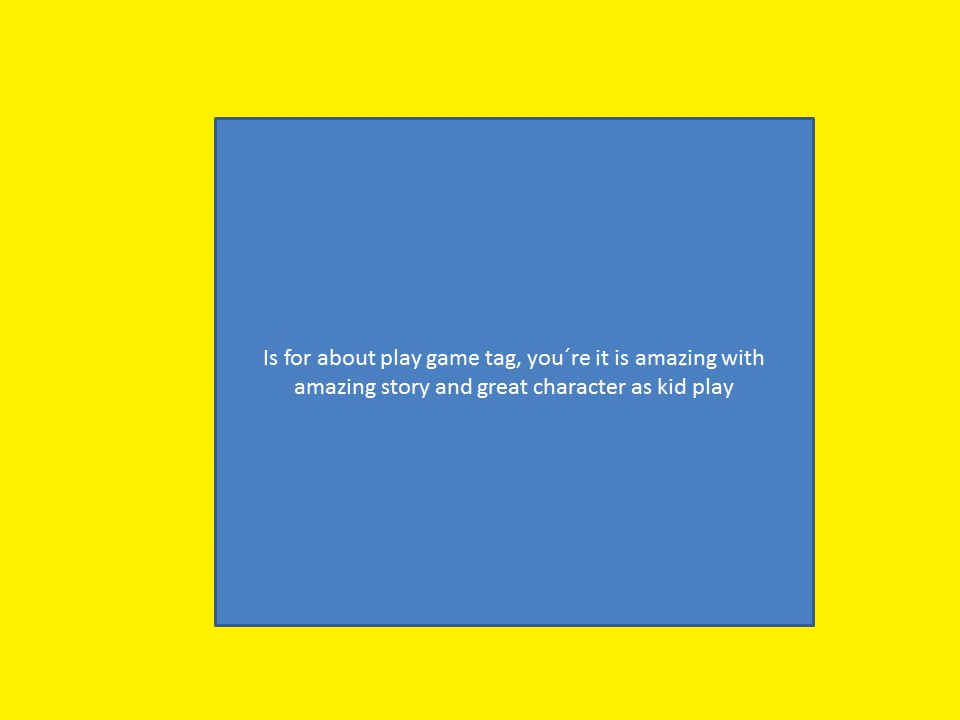 Is for about play game tag, you´re it is amazing with
amazing story and great character as kid play